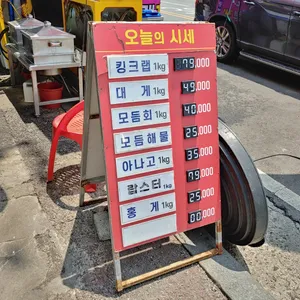 오늘의 시세
킹크랩 1kg 79,000
대 게 1kg 49,000
모듬회 1kg 40,000
모듬해물 25,000
아나고 1kg 35,000
랍스터 1kg 79,000
홍 게 1kg 25,000
00,000